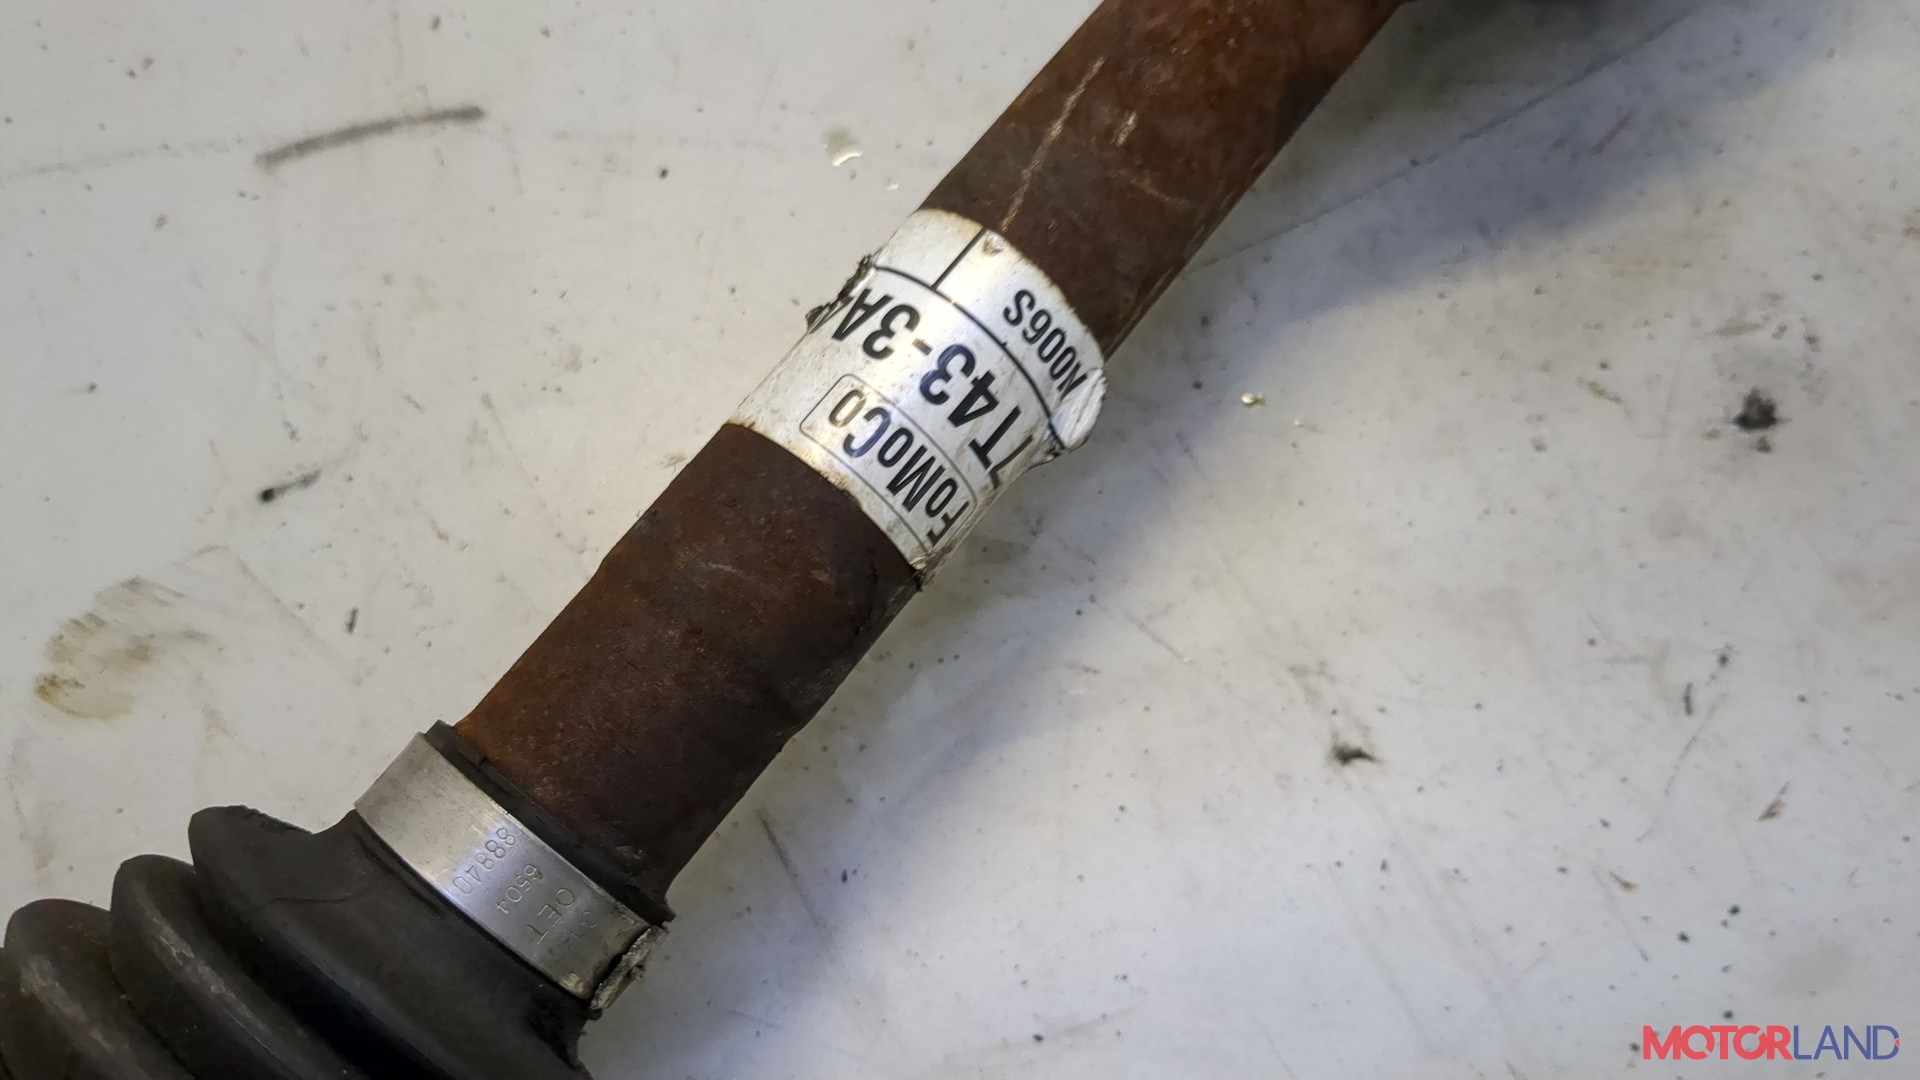 FoMoCo
7T43-3A
N006S
OET
6504
88940
MOTORLAND